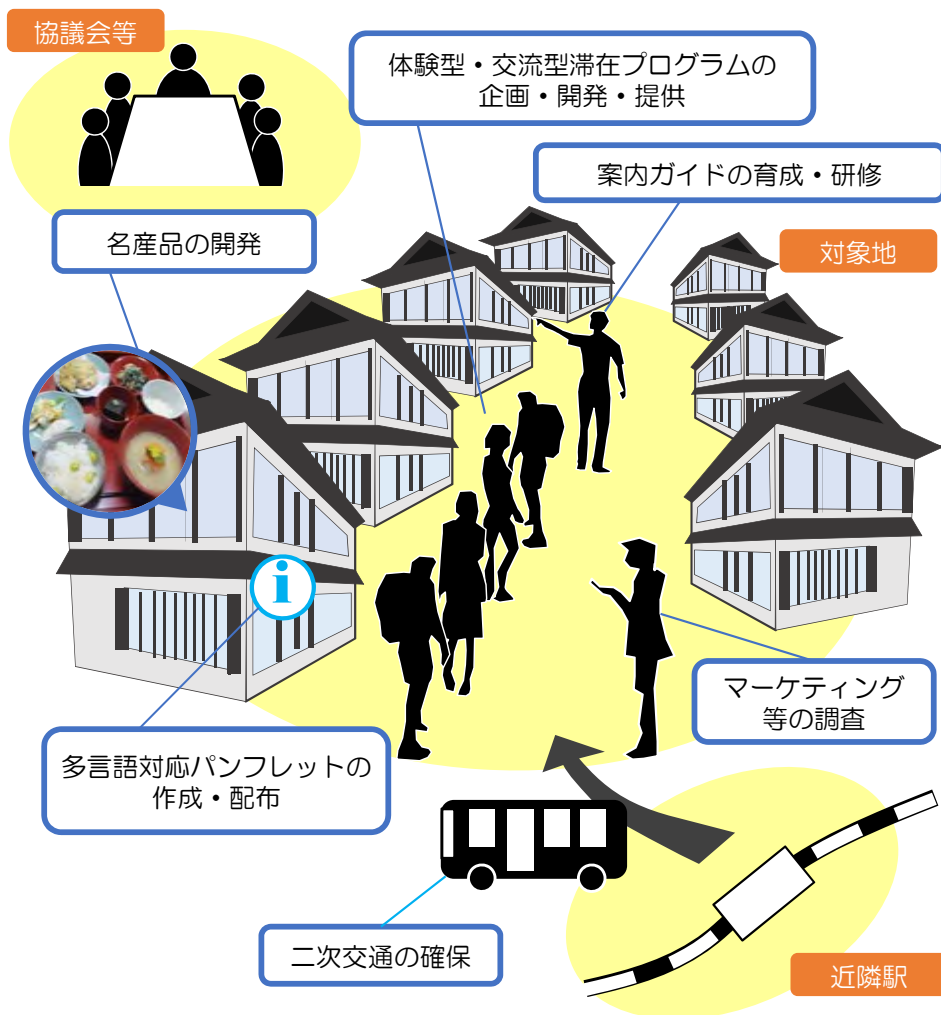 協議会等
体験型・交流型滞在プログラムの
企画・開発・提供
案内ガイドの育成・研修
名産品の開発
対象地
i
マーケティング
等の調査
多言語対応パンフレットの
作成・配布
二次交通の確保
近隣駅